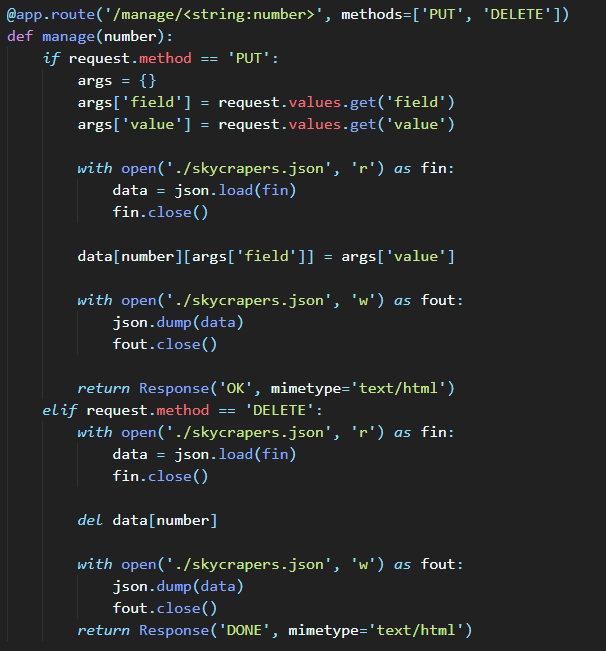 @app.route('/manage/<string:number>', methods=['PUT', 'DELETE'])
def manage(number):
    if request.method == 'PUT':
        args = {}
        args['field'] = request.values.get('field')
        args['value'] = request.values.get('value')

        with open('./skycrapers.json', 'r') as fin:
            data = json.load(fin)
            fin.close()

        data[number][args['field']] = args['value']

        with open('./skycrapers.json', 'w') as fout:
            json.dump(data)
            fout.close()

        return Response('OK', mimetype='text/html')
    elif request.method == 'DELETE':
        with open('./skycrapers.json', 'r') as fin:
            data = json.load(fin)
            fin.close()

        del data[number]

        with open('./skycrapers.json', 'w') as fout:
            json.dump(data)
            fout.close()
        return Response('DONE', mimetype='text/html')